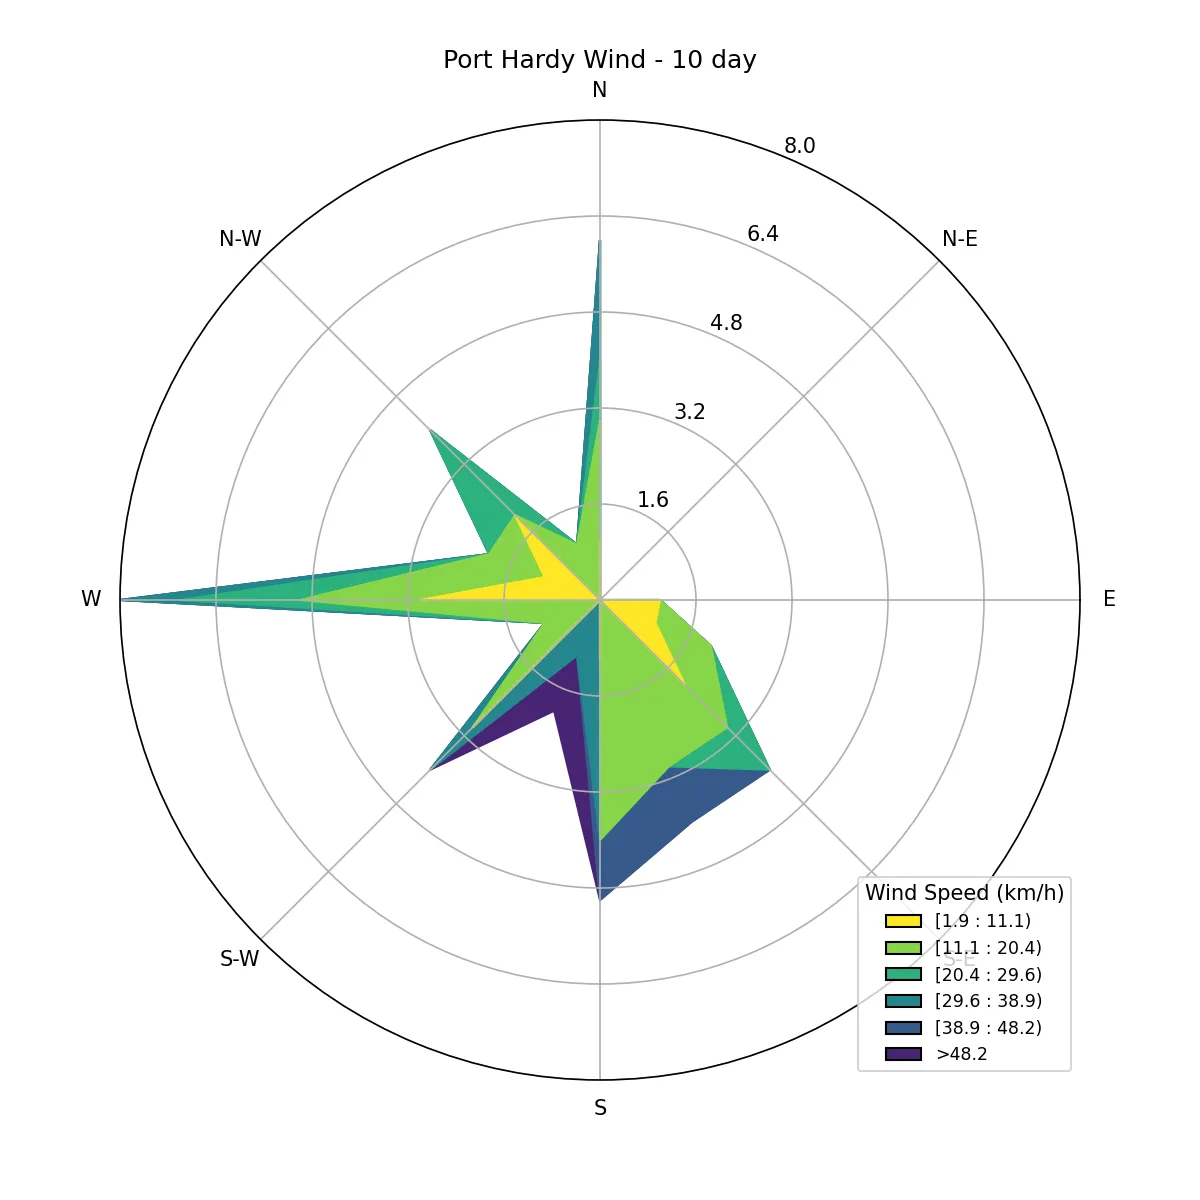 Port Hardy Wind - 10 day
N
8.0
N-W
N-E
6.4
4.8
3.2
1.6
W
E
S-W
S-E
S
Wind Speed (km/h)
[1.9 : 11.1)
[11.1 : 20.4)
[20.4 : 29.6)
[29.6 : 38.9)
[38.9 : 48.2)
>48.2